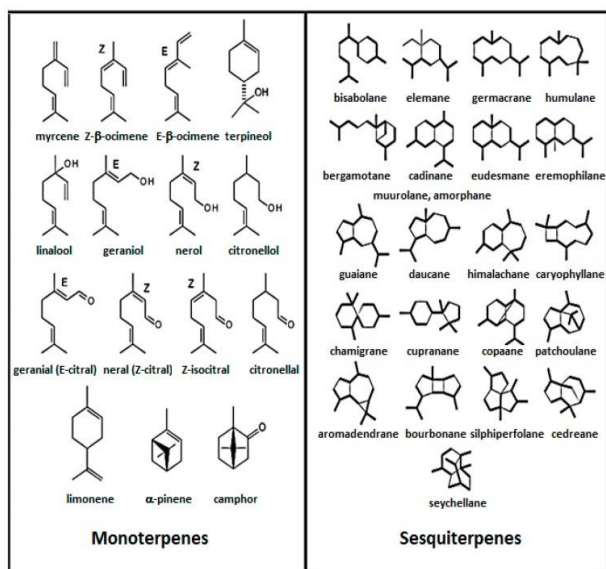 Z
E
OH
myrcene Z-β-ocimene E-β-ocimene terpineol
OH
E
OH
Z
OH
OH
linalool geraniol nerol citronellol
E
O
Z
O
Z
O
O
geranial (E-citral) neral (Z-citral) Z-isocitral citronellal
O
limonene α-pinene camphor
Monoterpenes
bisabolane elemane germacrane humulane
bergamotane cadinane eudesmane eremophilane
muurolane, amorphane
guaiane daucane himalachane caryophyllane
chamigrane cupranane copaane patchoulane
aromadendrane bourbonane silphiperfolane cedreane
seychellane
Sesquiterpenes